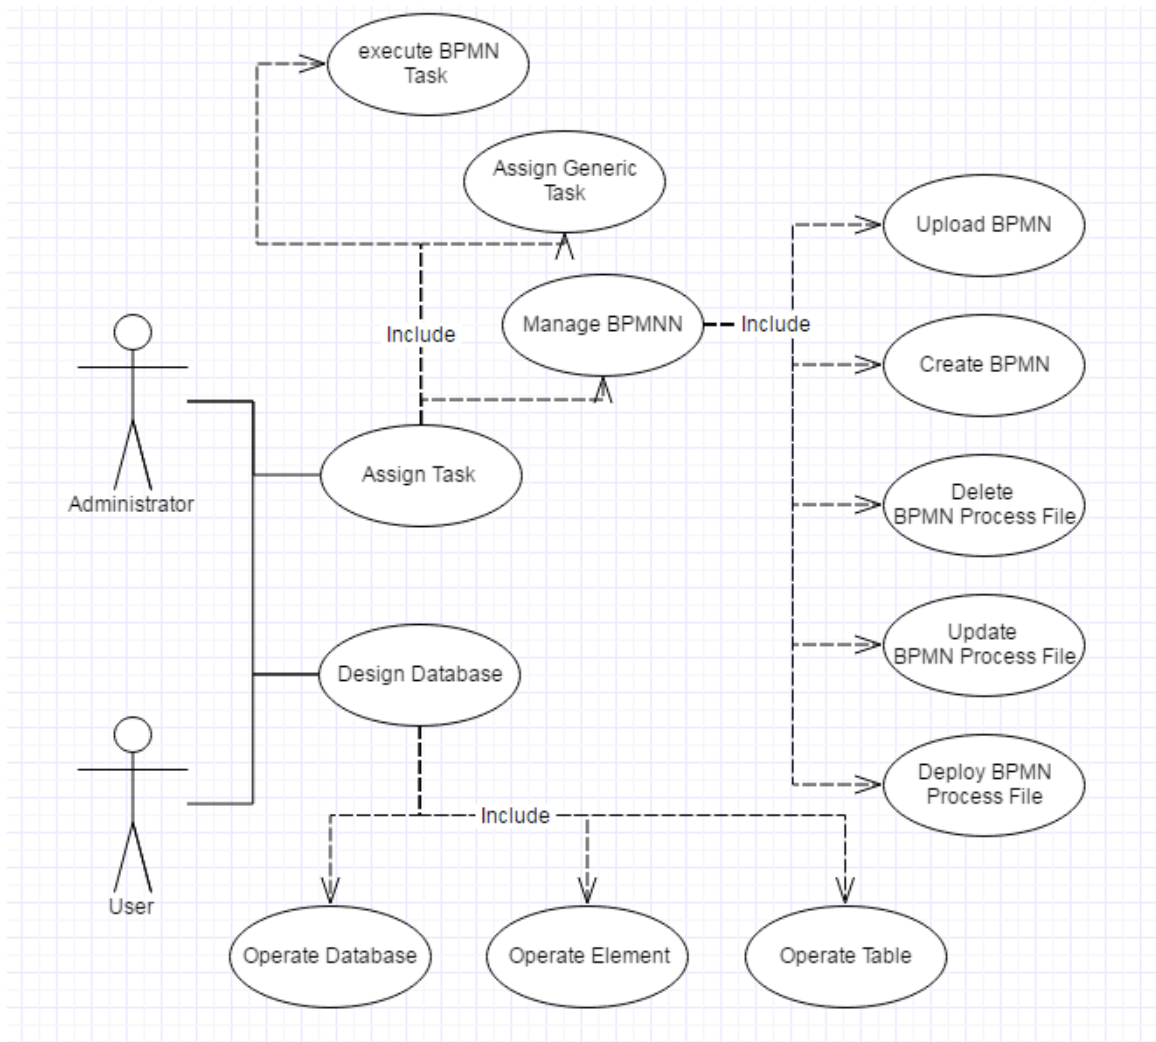 execute BPMN
Task
Assign Generic
Task
Upload BPMN
Manage BPMNN
Include
Include
Create BPMN
Assign Task
Administrator
Delete
BPMN Process File
Update
BPMN Process File
Design Database
Deploy BPMN
Process File
Include
User
Operate Database
Operate Element
Operate Table